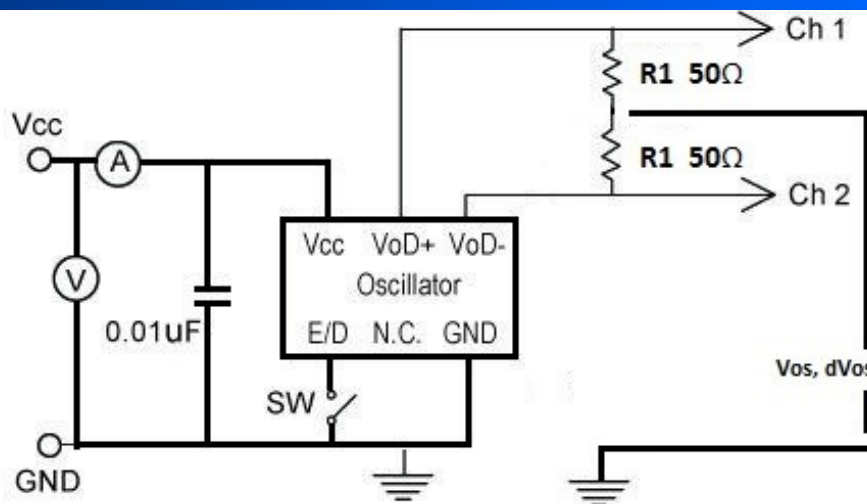 Ch 1
R1 50Ω
Vcc
A
R1 50Ω
Ch 2
Vcc VoD+ VoD-
V
Oscillator
0.01uF
E/D N.C. GND
Vos, dVos
SW
GND